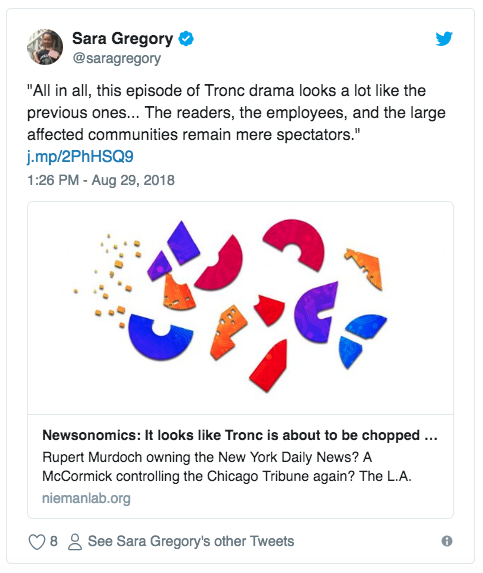 Sara Gregory
@saragregory
"All in all, this episode of Tronc drama looks a lot like the
previous ones... The readers, the employees, and the large
affected communities remain mere spectators."
j.mp/2PhHSQ9
1:26 PM - Aug 29, 2018
Newsonomics: It looks like Tronc is about to be chopped ...
Rupert Murdoch owning the New York Daily News? A
McCormick controlling the Chicago Tribune again? The L.A.
niemanlab.org
8 See Sara Gregory's other Tweets